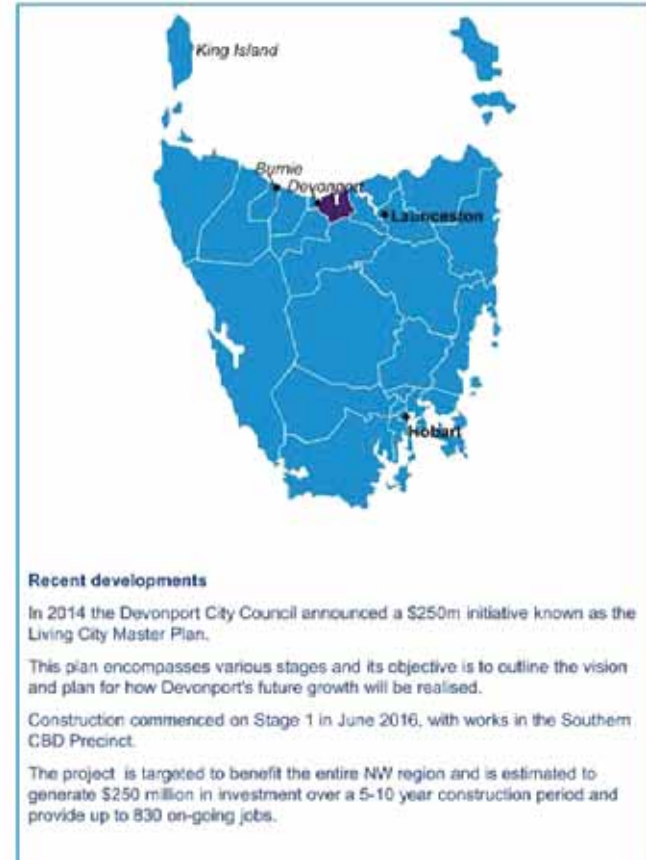 King Island
Burnie
Devonport
Launceston
Hobart
Recent developments
In 2014 the Devonport City Council announced a $250m initiative known as the
Living City Master Plan.
This plan encompasses various stages and its objective is to outline the vision
and plan for how Devonport's future growth will be realised.
Construction commenced on Stage 1 in June 2016, with works in the Southern
CBD Precinct.
The project is targeted to benefit the entire NW region and is estimated to
generate $250 million in investment over a 5-10 year construction period and
provide up to 830 on-going jobs.